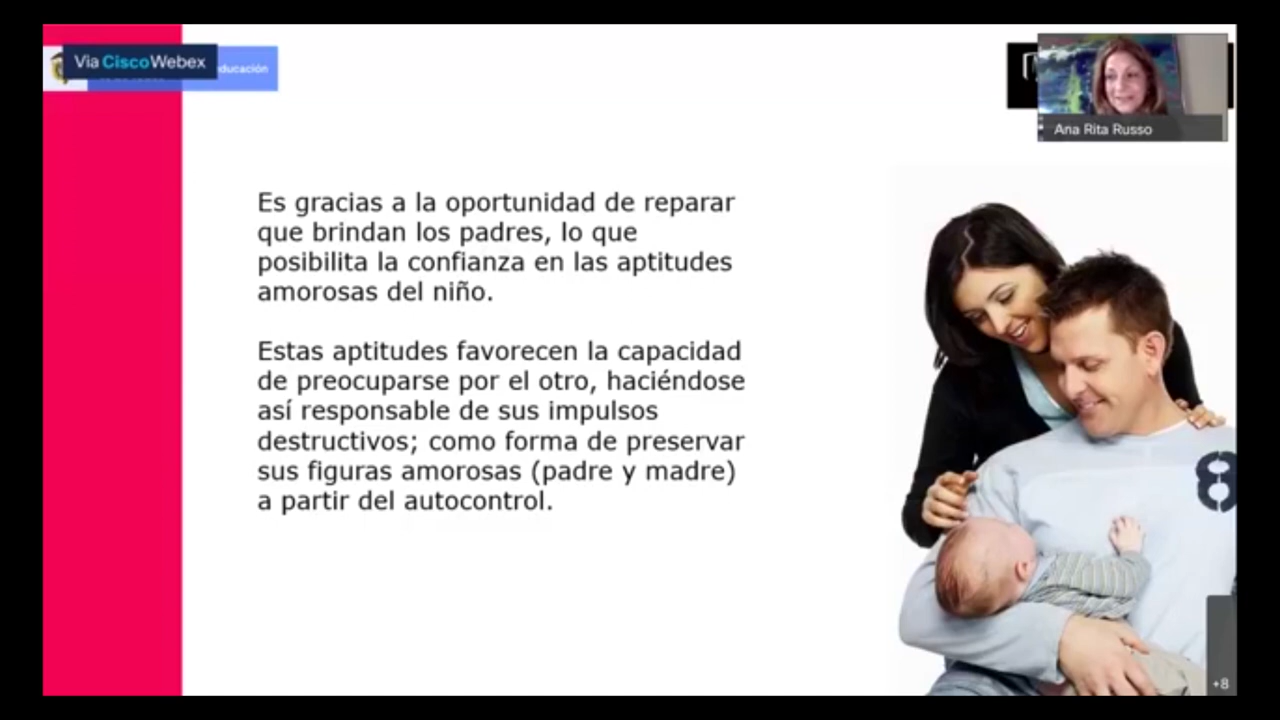 Via CiscoWebex
educación
Ana Rita Russo
Es gracias a la oportunidad de reparar
que brindan los padres, lo que
posibilita la confianza en las aptitudes
amorosas del niño.
Estas aptitudes favorecen la capacidad
de preocuparse por el otro, haciéndose
así responsable de sus impulsos
destructivos; como forma de preservar
sus figuras amorosas (padre y madre)
a partir del autocontrol.
8
+8